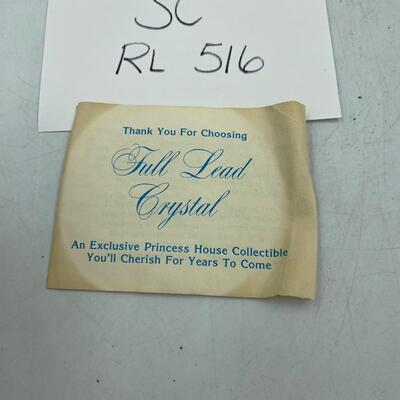 SC
RL 516
Thank You For Choosing
Full Lead
Crystal
An Exclusive Princess House Collectible
You'll Cherish For Years To Come